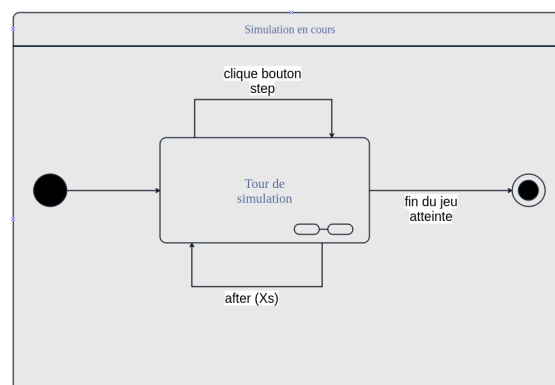 Simulation en cours
clique bouton
step
Tour de
simulation
fin du jeu
atteinte
after (Xs)